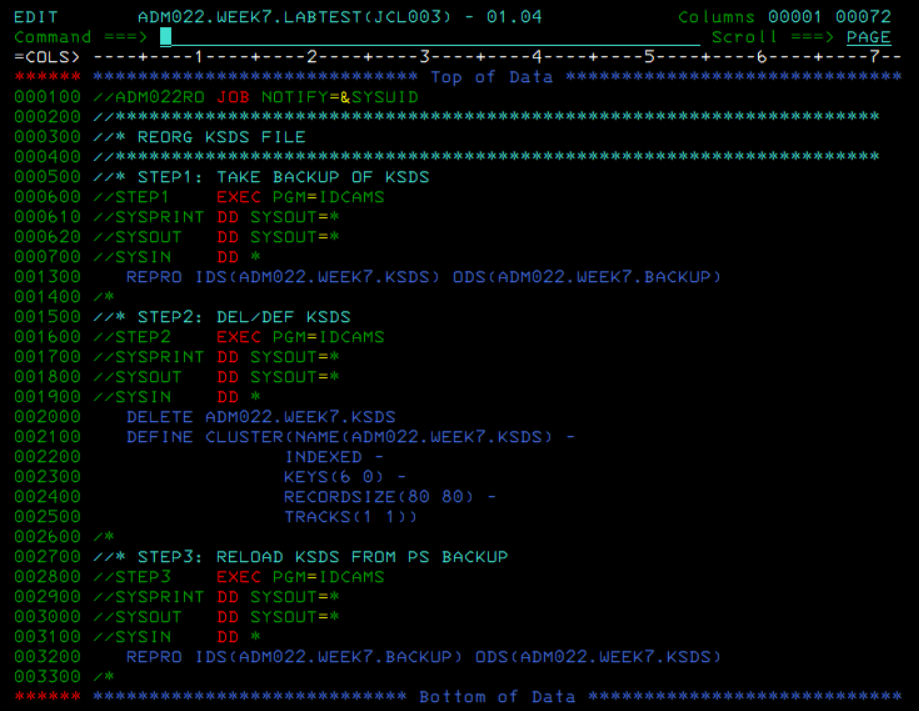 EDIT       ADM022.WEEK7.LABTEST(JCL003) - 01.04            Columns 00001 00072
Command ===>                                                  Scroll ===> PAGE
=COLS> ----+----1----+----2----+----3----+----4----+----5----+----6----+----7--
****** ***************************** Top of Data ******************************
000100 //ADM022RO JOB NOTIFY=&SYSUID
000200 //********************************************************************
000300 //* REORG KSDS FILE
000400 //********************************************************************
000500 //* STEP1: TAKE BACKUP OF KSDS
000600 //STEP1    EXEC PGM=IDCAMS
000610 //SYSPRINT DD SYSOUT=*
000620 //SYSOUT   DD SYSOUT=*
000700 //SYSIN    DD *
001300    REPRO IDS(ADM022.WEEK7.KSDS) ODS(ADM022.WEEK7.BACKUP)
001400 /*
001500 //* STEP2: DEL/DEF KSDS
001600 //STEP2    EXEC PGM=IDCAMS
001700 //SYSPRINT DD SYSOUT=*
001800 //SYSOUT   DD SYSOUT=*
001900 //SYSIN    DD *
002000    DELETE ADM022.WEEK7.KSDS
002100    DEFINE CLUSTER(NAME(ADM022.WEEK7.KSDS) -
002200                  INDEXED -
002300                  KEYS(6 0) -
002400                  RECORDSIZE(80 80) -
002500                  TRACKS(1 1))
002600 /*
002700 //* STEP3: RELOAD KSDS FROM PS BACKUP
002800 //STEP3    EXEC PGM=IDCAMS
002900 //SYSPRINT DD SYSOUT=*
003000 //SYSOUT   DD SYSOUT=*
003100 //SYSIN    DD *
003200    REPRO IDS(ADM022.WEEK7.BACKUP) ODS(ADM022.WEEK7.KSDS)
003300 /*
****** **************************** Bottom of Data ****************************